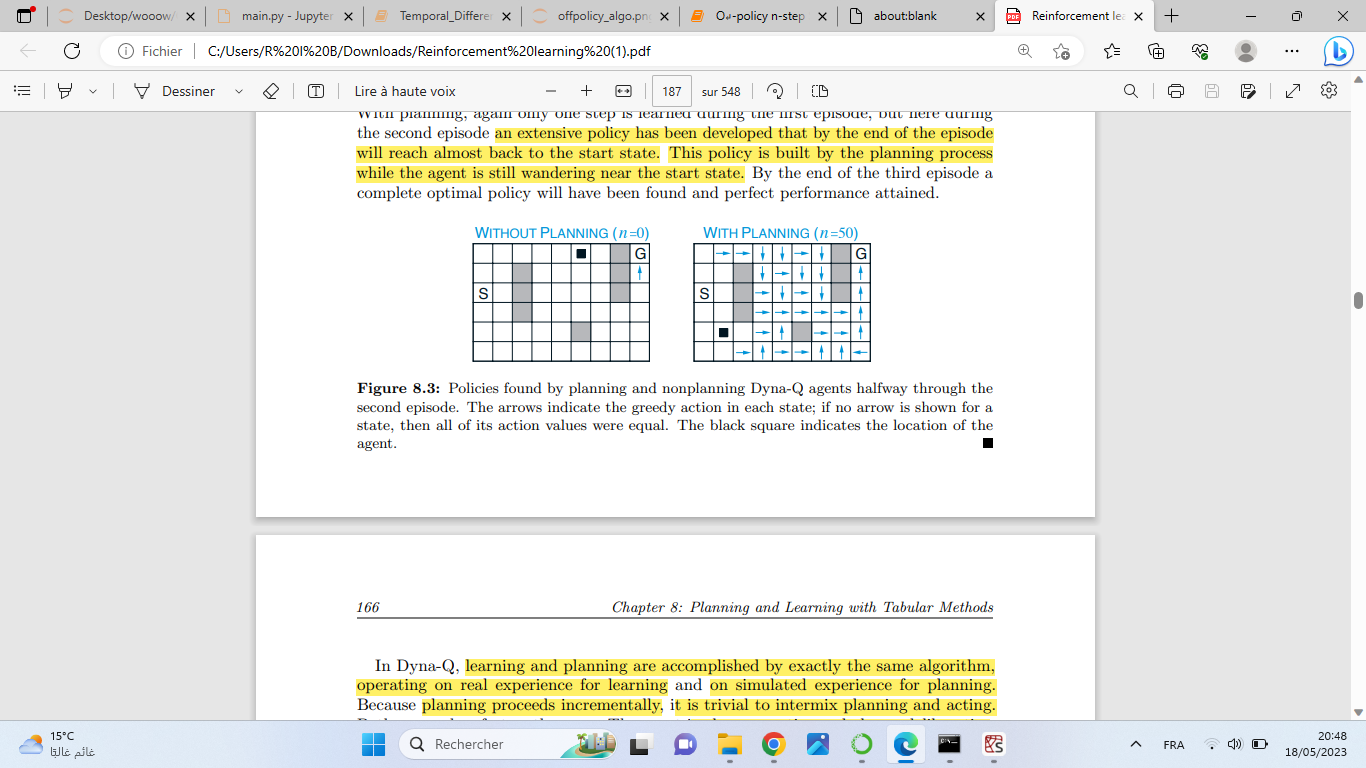 Desktop/wooow/
main.py - Jupyter
Temporal_Differe
offpolicy_algo.pn
about:blank
Reinforcement lea
Fichier
C:/Users/R%20I%20B/Downloads/Reinforcement%20learning%20(1).pdf
Dessiner
Lire à haute voix
187
sur 548
With planning, again only one step is learned during the first episode, but here during
the second episode an extensive policy has been developed that by the end of the episode
will reach almost back to the start state. This policy is built by the planning process
while the agent is still wandering near the start state. By the end of the third episode a
complete optimal policy will have been found and perfect performance attained.
WITHOUT PLANNING (n=0)
WITH PLANNING (n=50)
G
G
S
S
Figure 8.3: Policies found by planning and nonplanning Dyna-Q agents halfway through the
second episode. The arrows indicate the greedy action in each state; if no arrow is shown for a
state, then all of its action values were equal. The black square indicates the location of the
agent.
166
Chapter 8: Planning and Learning with Tabular Methods
In Dyna-Q, learning and planning are accomplished by exactly the same algorithm,
operating on real experience for learning and on simulated experience for planning.
Because planning proceeds incrementally, it is trivial to intermix planning and acting.
15°C
غائم غالبًا
Rechercher
FRA
20:48
18/05/2023